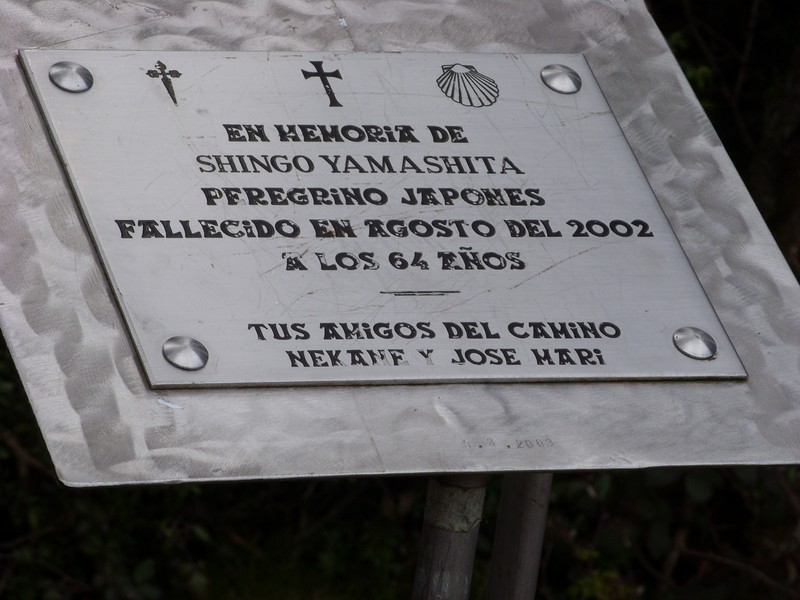 EN MEMORIA DE
SHINGO YAMASHITA
PEREGRINO JAPONES
FALLECIDO EN AGOSTO DEL 2002
A LOS 64 AÑOS
TUS AMIGOS DEL CAMINO
NEKANE Y JOSE MARI